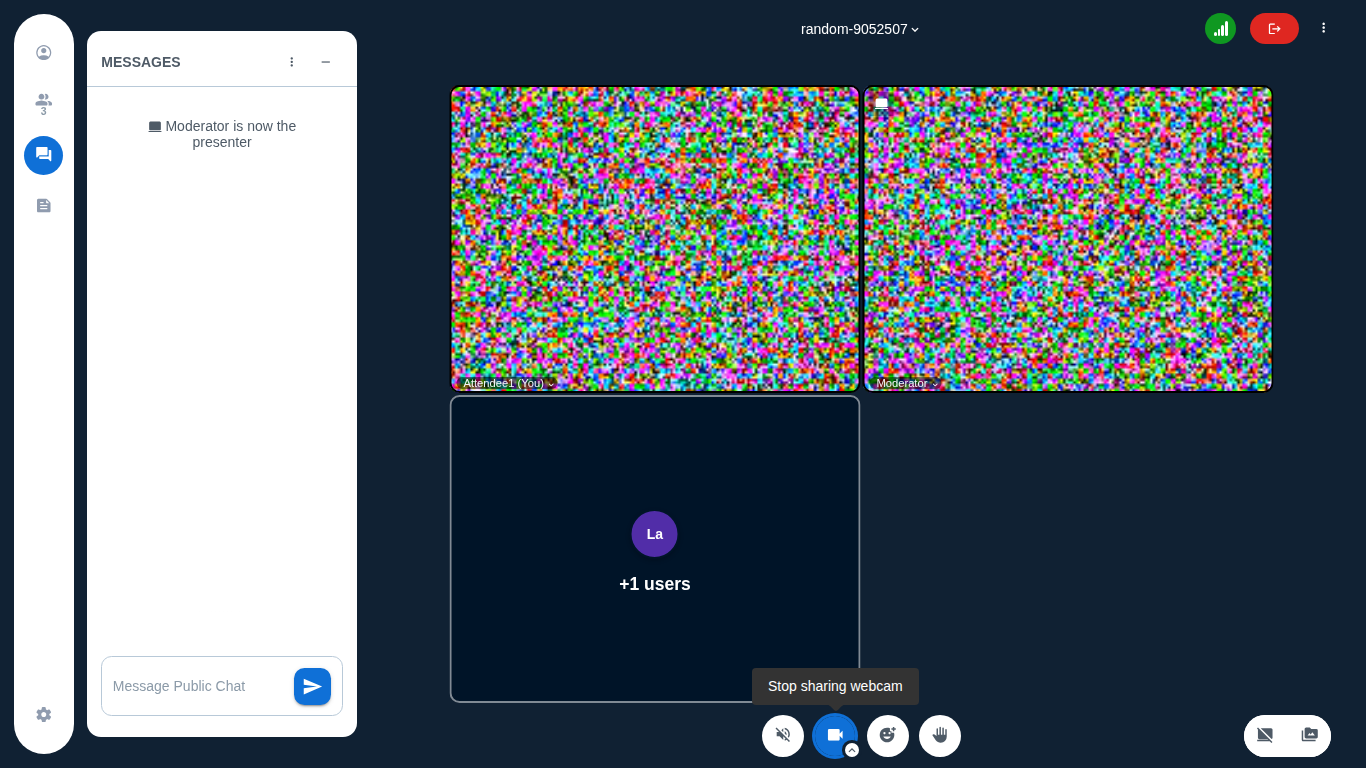 random-9052507
MESSAGES
3
Moderator is now the
presenter
Attendee1 (You)
Moderator
La
+1 users
Stop sharing webcam
Message Public Chat